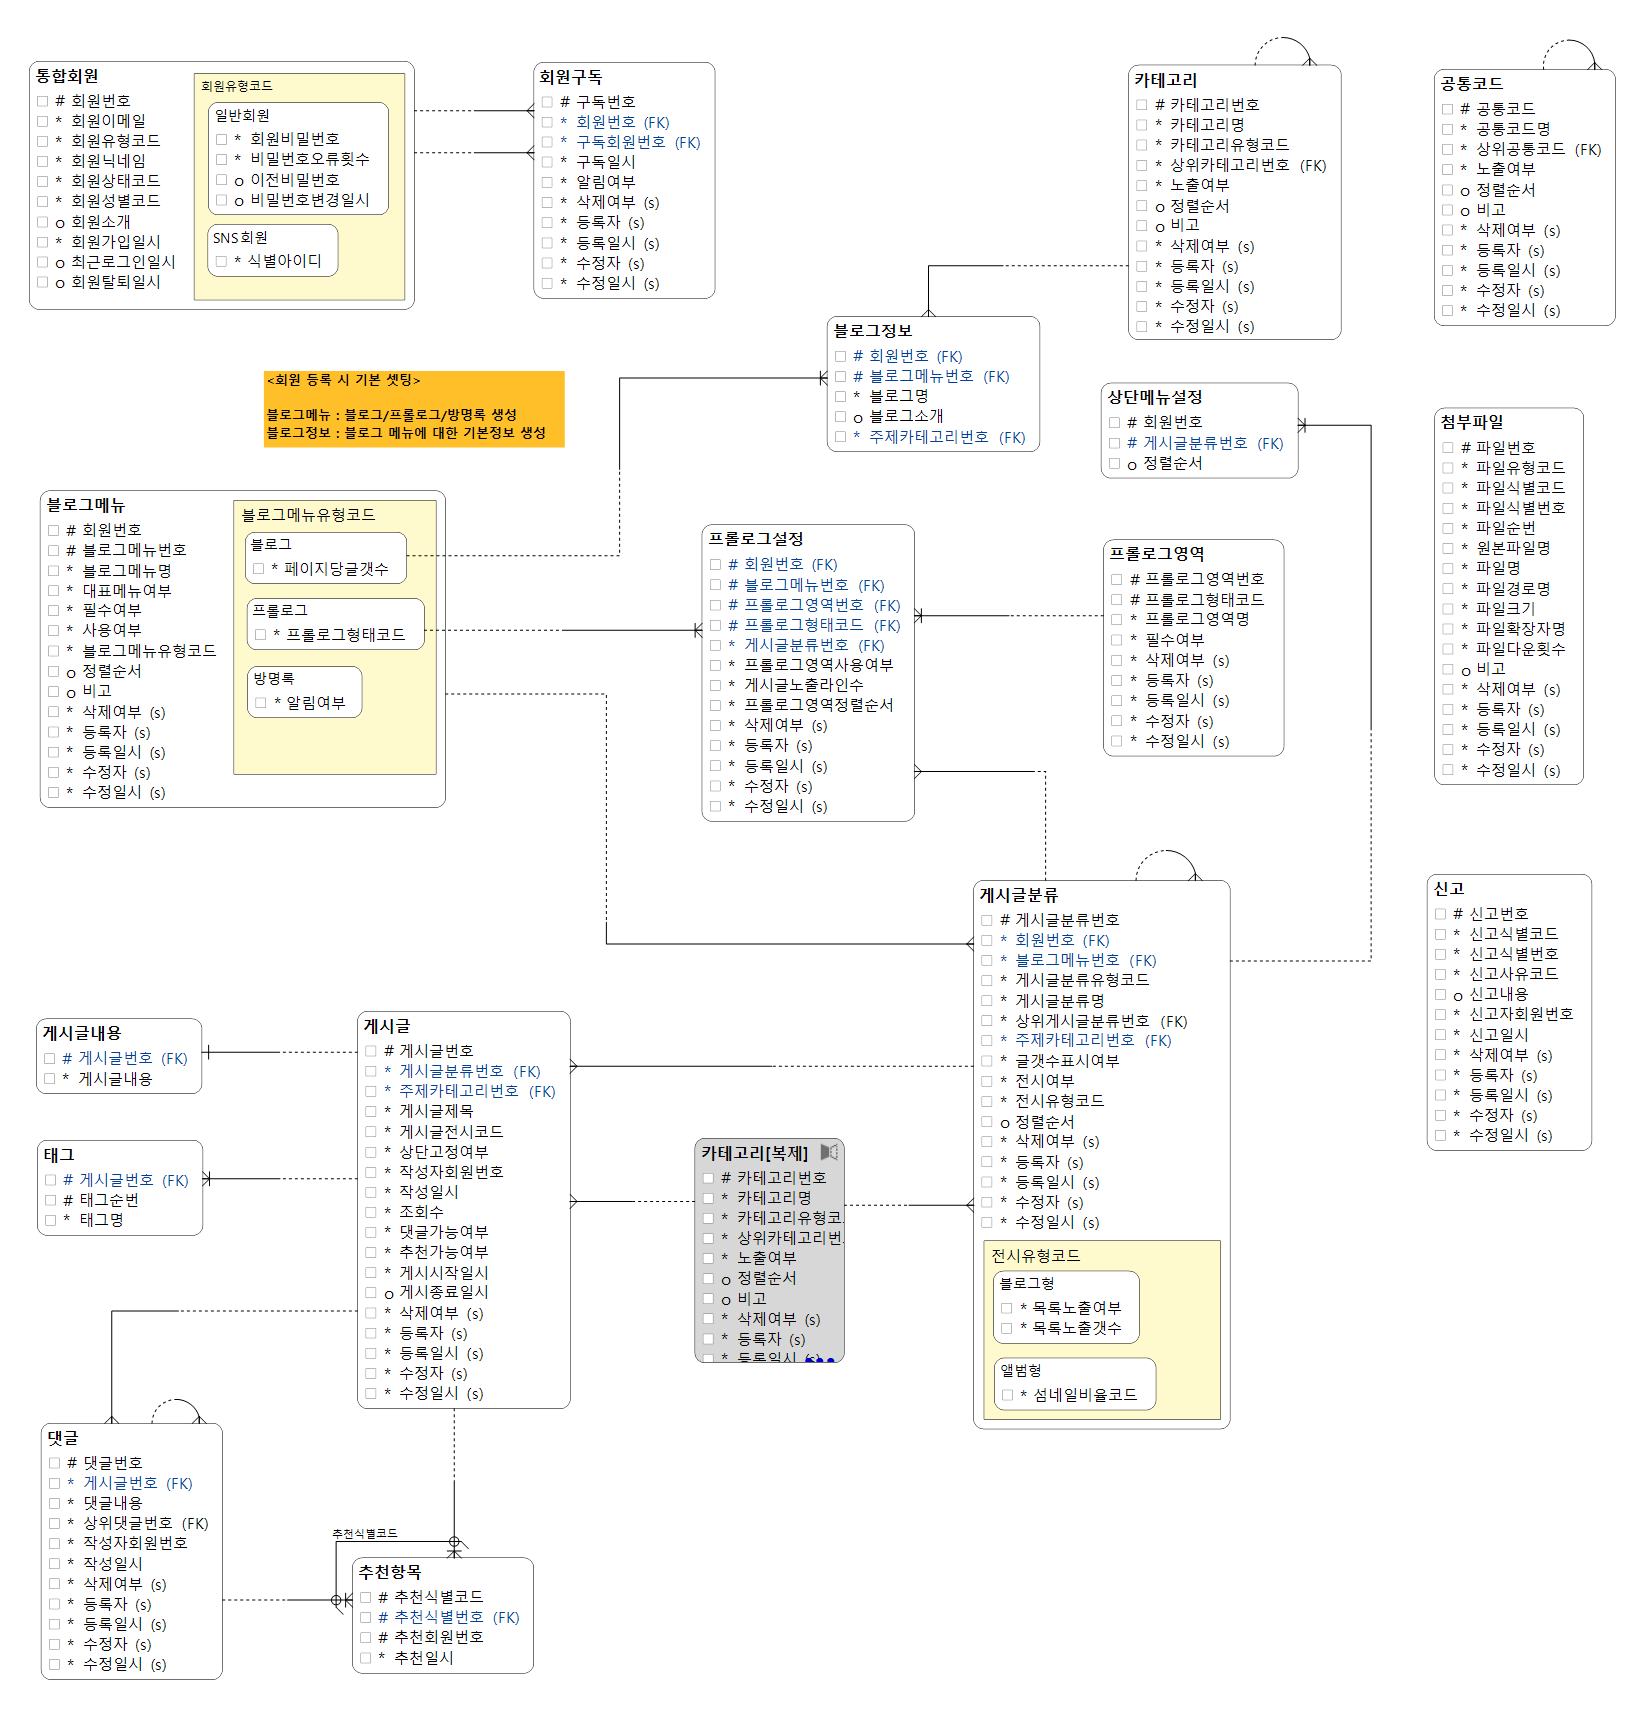 통합회원
# 회원번호
* 회원이메일
* 회원유형코드
* 회원닉네임
* 회원상태코드
* 회원성별코드
o 회원소개
* 회원가입일시
o 최근로그인일시
o 회원탈퇴일시
회원유형코드
일반회원
* 회원비밀번호
* 비밀번호오류횟수
o 이전비밀번호
o 비밀번호변경일시
SNS회원
* 식별아이디
회원구독
# 구독번호
* 회원번호 (FK)
* 구독회원번호 (FK)
* 구독일시
* 알림여부
* 삭제여부 (s)
* 등록자 (s)
* 등록일시 (s)
* 수정자 (s)
* 수정일시 (s)
카테고리
# 카테고리번호
* 카테고리명
* 카테고리유형코드
* 상위카테고리번호 (FK)
* 노출여부
o 정렬순서
o 비고
* 삭제여부 (s)
* 등록자 (s)
* 등록일시 (s)
* 수정자 (s)
* 수정일시 (s)
공통코드
# 공통코드
* 공통코드명
* 상위공통코드 (FK)
* 노출여부
o 정렬순서
o 비고
* 삭제여부 (s)
* 등록자 (s)
* 등록일시 (s)
* 수정자 (s)
* 수정일시 (s)
블로그정보
# 회원번호 (FK)
# 블로그메뉴번호 (FK)
* 블로그명
o 블로그소개
* 주제카테고리번호 (FK)
<회원 등록 시 기본 셋팅>
블로그메뉴 : 블로그/프롤로그/방명록 생성
블로그정보 : 블로그 메뉴에 대한 기본정보 생성
상단메뉴설정
# 회원번호
# 게시글분류번호 (FK)
o 정렬순서
첨부파일
# 파일번호
* 파일유형코드
* 파일식별코드
* 파일식별번호
* 파일순번
* 원본파일명
* 파일명
* 파일경로명
* 파일크기
* 파일확장자명
* 파일다운횟수
o 비고
* 삭제여부 (s)
* 등록자 (s)
* 등록일시 (s)
* 수정자 (s)
* 수정일시 (s)
블로그메뉴
# 회원번호
# 블로그메뉴번호
* 블로그메뉴명
* 대표메뉴여부
* 필수여부
* 사용여부
* 블로그메뉴유형코드
o 정렬순서
o 비고
* 삭제여부 (s)
* 등록자 (s)
* 등록일시 (s)
* 수정자 (s)
* 수정일시 (s)
블로그메뉴유형코드
블로그
* 페이지당글갯수
프롤로그
* 프롤로그형태코드
방명록
* 알림여부
프롤로그설정
# 회원번호 (FK)
# 블로그메뉴번호 (FK)
# 프롤로그영역번호 (FK)
# 프롤로그형태코드 (FK)
* 게시글분류번호 (FK)
* 프롤로그영역사용여부
* 게시글노출라인수
* 프롤로그영역정렬순서
* 삭제여부 (s)
* 등록자 (s)
* 등록일시 (s)
* 수정자 (s)
* 수정일시 (s)
프롤로그영역
# 프롤로그영역번호
# 프롤로그형태코드
* 프롤로그영역명
* 필수여부
* 삭제여부 (s)
* 등록자 (s)
* 등록일시 (s)
* 수정자 (s)
* 수정일시 (s)
게시글분류
# 게시글분류번호
* 회원번호 (FK)
* 블로그메뉴번호 (FK)
* 게시글분류유형코드
* 게시글분류명
* 상위게시글분류번호 (FK)
* 주제카테고리번호 (FK)
* 글갯수표시여부
* 전시여부
* 전시유형코드
o 정렬순서
* 삭제여부 (s)
* 등록자 (s)
* 등록일시 (s)
* 수정자 (s)
* 수정일시 (s)
전시유형코드
블로그형
* 목록노출여부
* 목록노출갯수
앨범형
* 섬네일비율코드
신고
# 신고번호
* 신고식별코드
* 신고식별번호
* 신고사유코드
o 신고내용
* 신고자회원번호
* 신고일시
* 삭제여부 (s)
* 등록자 (s)
* 등록일시 (s)
* 수정자 (s)
* 수정일시 (s)
게시글내용
# 게시글번호 (FK)
* 게시글내용
태그
# 게시글번호 (FK)
# 태그순번
* 태그명
게시글
# 게시글번호
* 게시글분류번호 (FK)
* 주제카테고리번호 (FK)
* 게시글제목
* 게시글전시코드
* 상단고정여부
* 작성자회원번호
* 작성일시
* 조회수
* 댓글가능여부
* 추천가능여부
* 게시시작일시
o 게시종료일시
* 삭제여부 (s)
* 등록자 (s)
* 등록일시 (s)
* 수정자 (s)
* 수정일시 (s)
카테고리[복제]
# 카테고리번호
* 카테고리명
* 카테고리유형코..
* 상위카테고리번..
* 노출여부
o 정렬순서
o 비고
* 삭제여부 (s)
* 등록자 (s)
* 등록일시 (s)
댓글
# 댓글번호
* 게시글번호 (FK)
* 댓글내용
* 상위댓글번호 (FK)
* 작성자회원번호
* 작성일시
* 삭제여부 (s)
* 등록자 (s)
* 등록일시 (s)
* 수정자 (s)
* 수정일시 (s)
추천식별코드
추천항목
# 추천식별코드
# 추천식별번호 (FK)
# 추천회원번호
* 추천일시